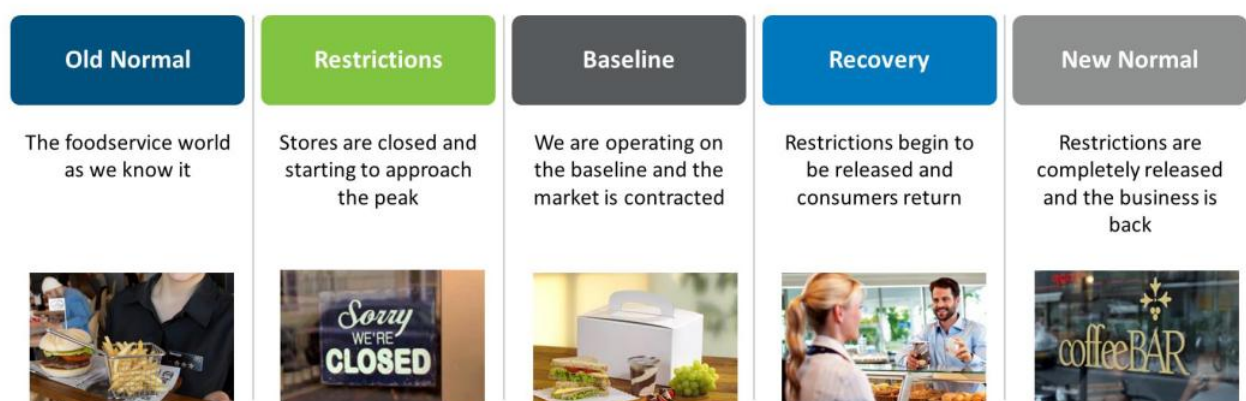 Old Normal
The foodservice world
as we know it
Restrictions
Stores are closed and
starting to approach
the peak
Sorry
WE'RE
CLOSED
Baseline
We are operating on
the baseline and the
market is contracted
Recovery
Restrictions begin to
be released and
consumers return
New Normal
Restrictions are
completely released
and the business is
back
coffeeBAR